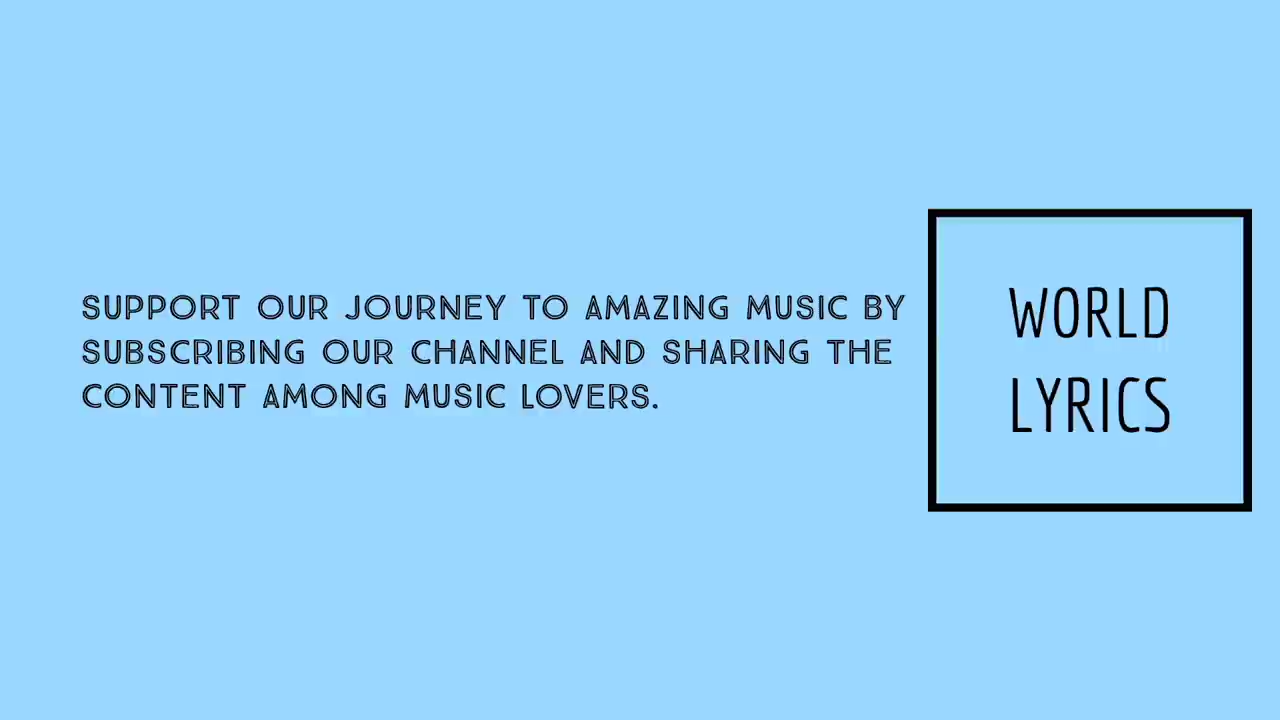 SUPPORT OUR JOURNEY TO AMAZING MUSIC BY
SUBSCRIBING OUR CHANNEL AND SHARING THE
CONTENT AMONG MUSIC LOVERS.
WORLD
LYRICS